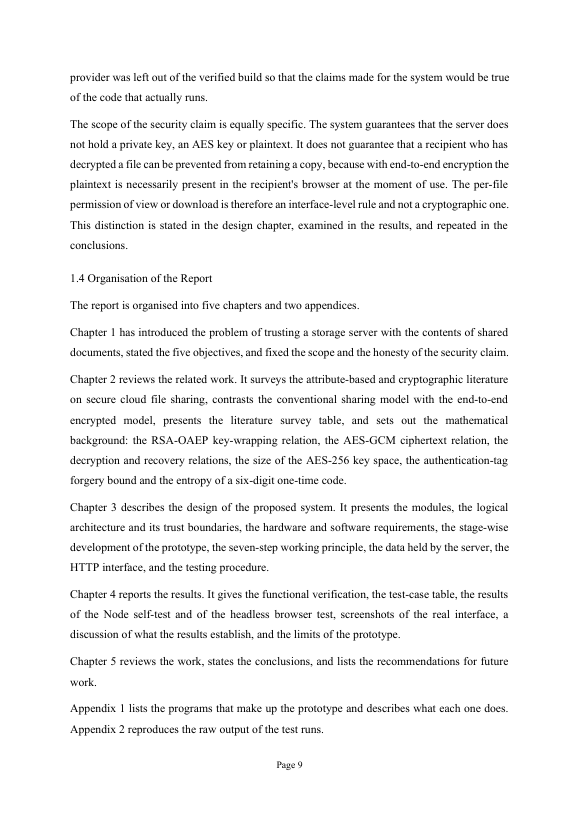 provider was left out of the verified build so that the claims made for the system would be true
of the code that actually runs.
The scope of the security claim is equally specific. The system guarantees that the server does
not hold a private key, an AES key or plaintext. It does not guarantee that a recipient who has
decrypted a file can be prevented from retaining a copy, because with end-to-end encryption the
plaintext is necessarily present in the recipient's browser at the moment of use. The per-file
permission of view or download is therefore an interface-level rule and not a cryptographic one.
This distinction is stated in the design chapter, examined in the results, and repeated in the
conclusions.
1.4 Organisation of the Report
The report is organised into five chapters and two appendices.
Chapter 1 has introduced the problem of trusting a storage server with the contents of shared
documents, stated the five objectives, and fixed the scope and the honesty of the security claim.
Chapter 2 reviews the related work. It surveys the attribute-based and cryptographic literature
on secure cloud file sharing, contrasts the conventional sharing model with the end-to-end
encrypted model, presents the literature survey table, and sets out the mathematical
background: the RSA-OAEP key-wrapping relation, the AES-GCM ciphertext relation, the
decryption and recovery relations, the size of the AES-256 key space, the authentication-tag
forgery bound and the entropy of a six-digit one-time code.
Chapter 3 describes the design of the proposed system. It presents the modules, the logical
architecture and its trust boundaries, the hardware and software requirements, the stage-wise
development of the prototype, the seven-step working principle, the data held by the server, the
HTTP interface, and the testing procedure.
Chapter 4 reports the results. It gives the functional verification, the test-case table, the results
of the Node self-test and of the headless browser test, screenshots of the real interface, a
discussion of what the results establish, and the limits of the prototype.
Chapter 5 reviews the work, states the conclusions, and lists the recommendations for future
work.
Appendix 1 lists the programs that make up the prototype and describes what each one does.
Appendix 2 reproduces the raw output of the test runs.
Page 9